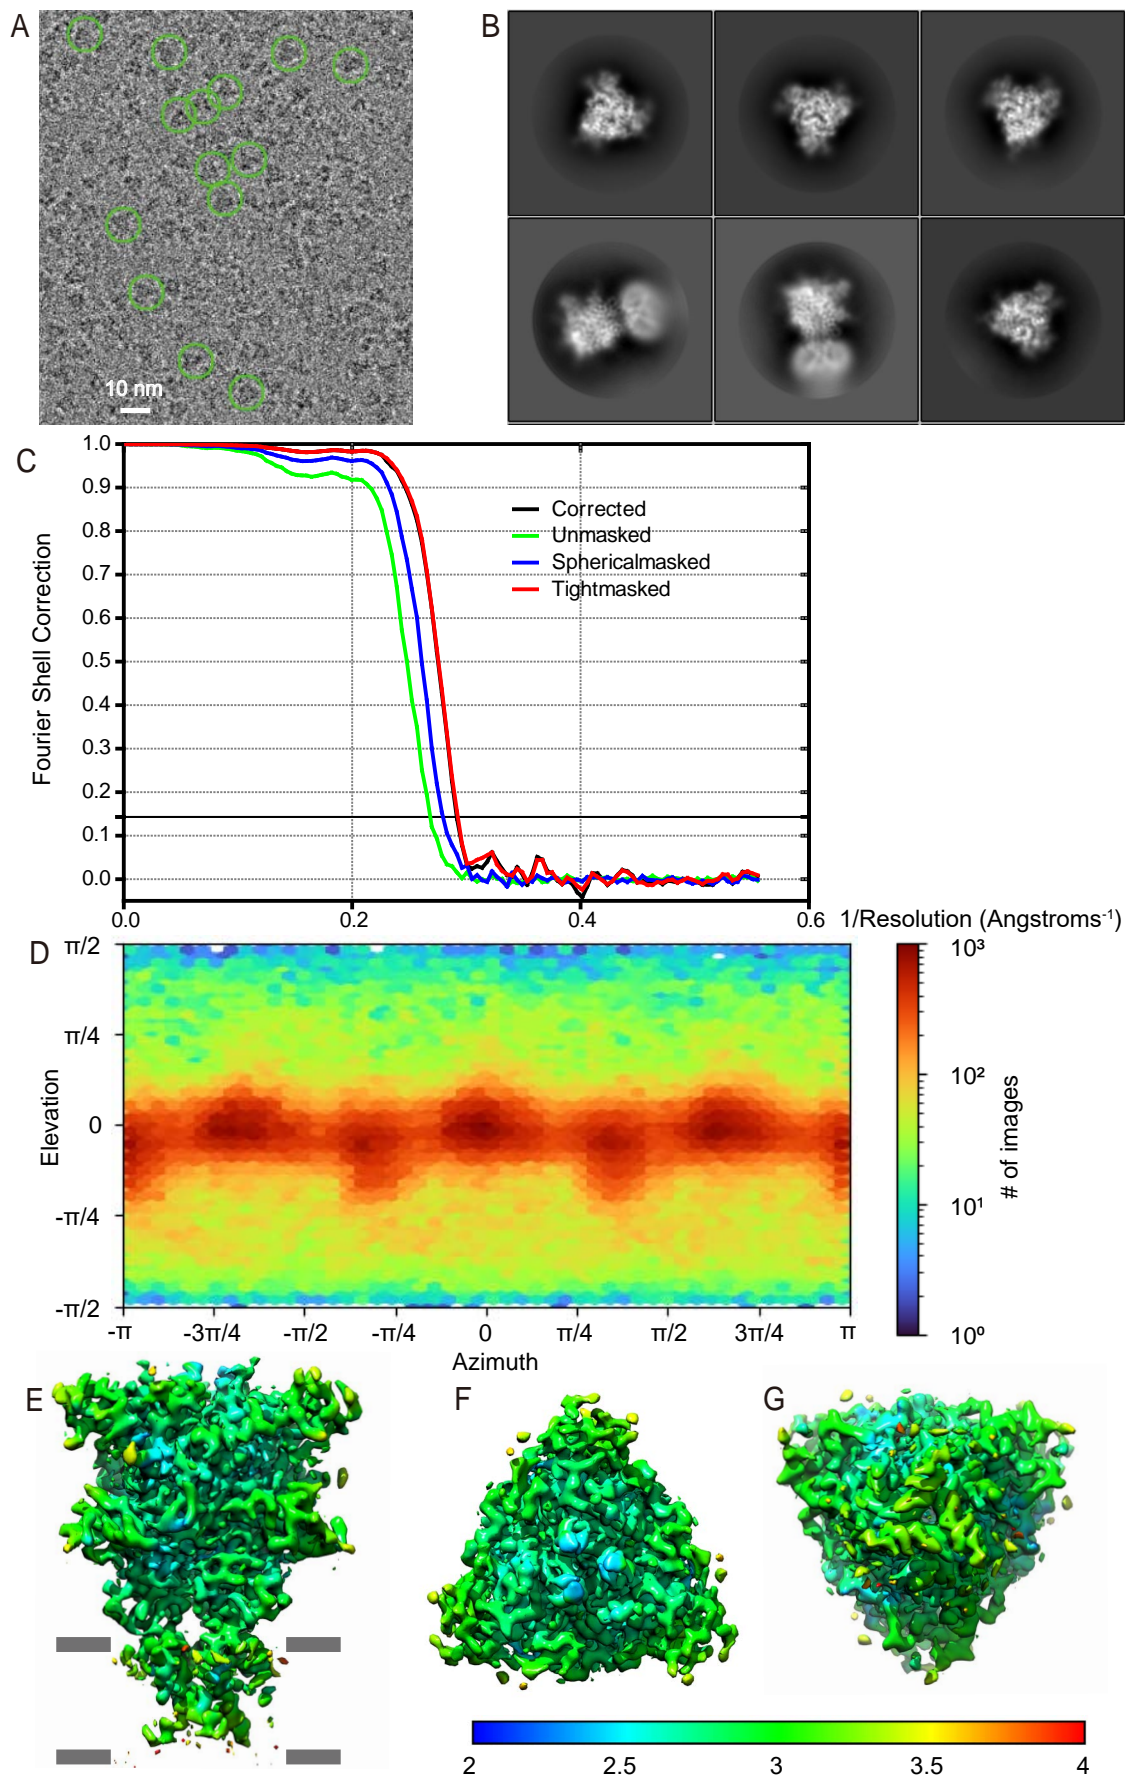 A
B
10 nm
C
1.0
0.9
0.8
0.7
0.6
0.5
0.4
0.3
0.2
0.1
0.0
Fourier Shell Correction
Corrected
Unmasked
Sphericalmasked
Tightmasked
0.0 0.2 0.4 0.6
1/Resolution (Angstroms⁻¹)
D
π/2
π/4
0
-π/4
-π/2
Elevation
-π -3π/4 -π/2 -π/4 0 π/4 π/2 3π/4 π
Azimuth
10³
10²
10¹
10⁰
# of images
E
F
G
2 2.5 3 3.5 4